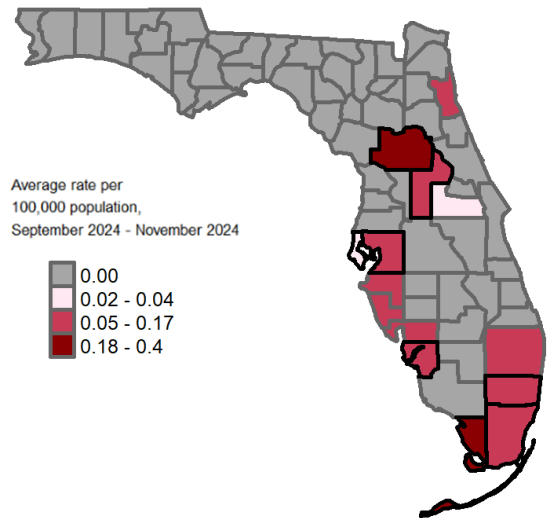 Average rate per
100,000 population,
September 2024 - November 2024
0.00
0.02 - 0.04
0.05 - 0.17
0.18 - 0.4